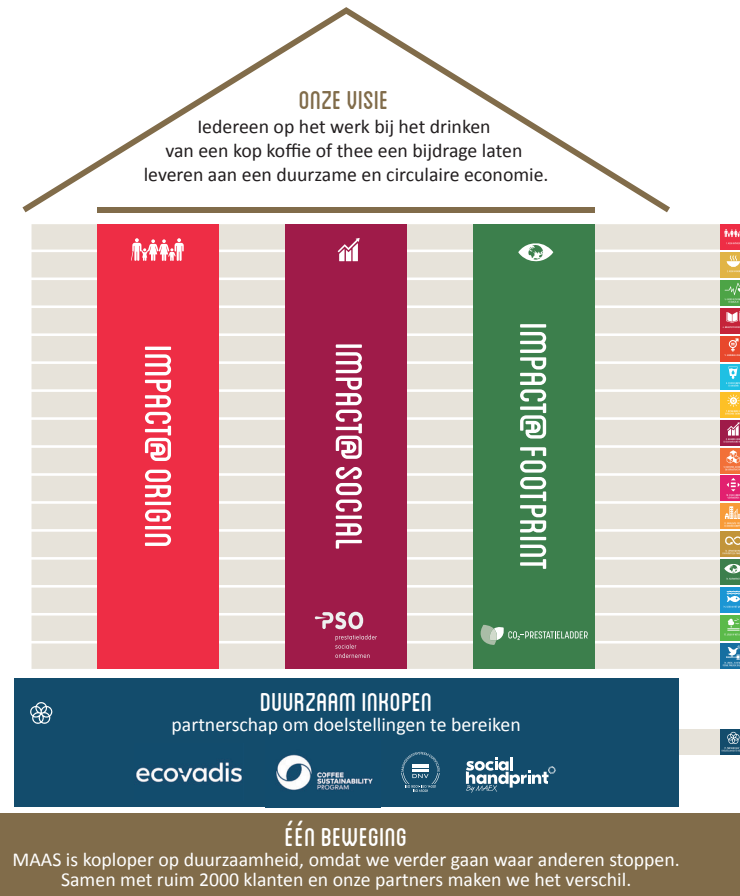 ONZE VISIE
Iedereen op het werk bij het drinken
van een kop koffie of thee een bijdrage laten
leveren aan een duurzame en circulaire economie.
IMPACT@ ORIGIN
IMPACT@ SOCIAL
IMPACT@ FOOTPRINT
PSO
prestatieladder
socialer
ondernemen
CO₂-PRESTATIELADDER
DUURZAAM INKOPEN
partnerschap om doelstellingen te bereiken
ecovadis
COFFEE
SUSTAINABILITY
PROGRAM
DNV
social
handprint
By MAEX
ÉÉN BEWEGING
MAAS is koploper op duurzaamheid, omdat we verder gaan waar anderen stoppen.
Samen met ruim 2000 klanten en onze partners maken we het verschil.